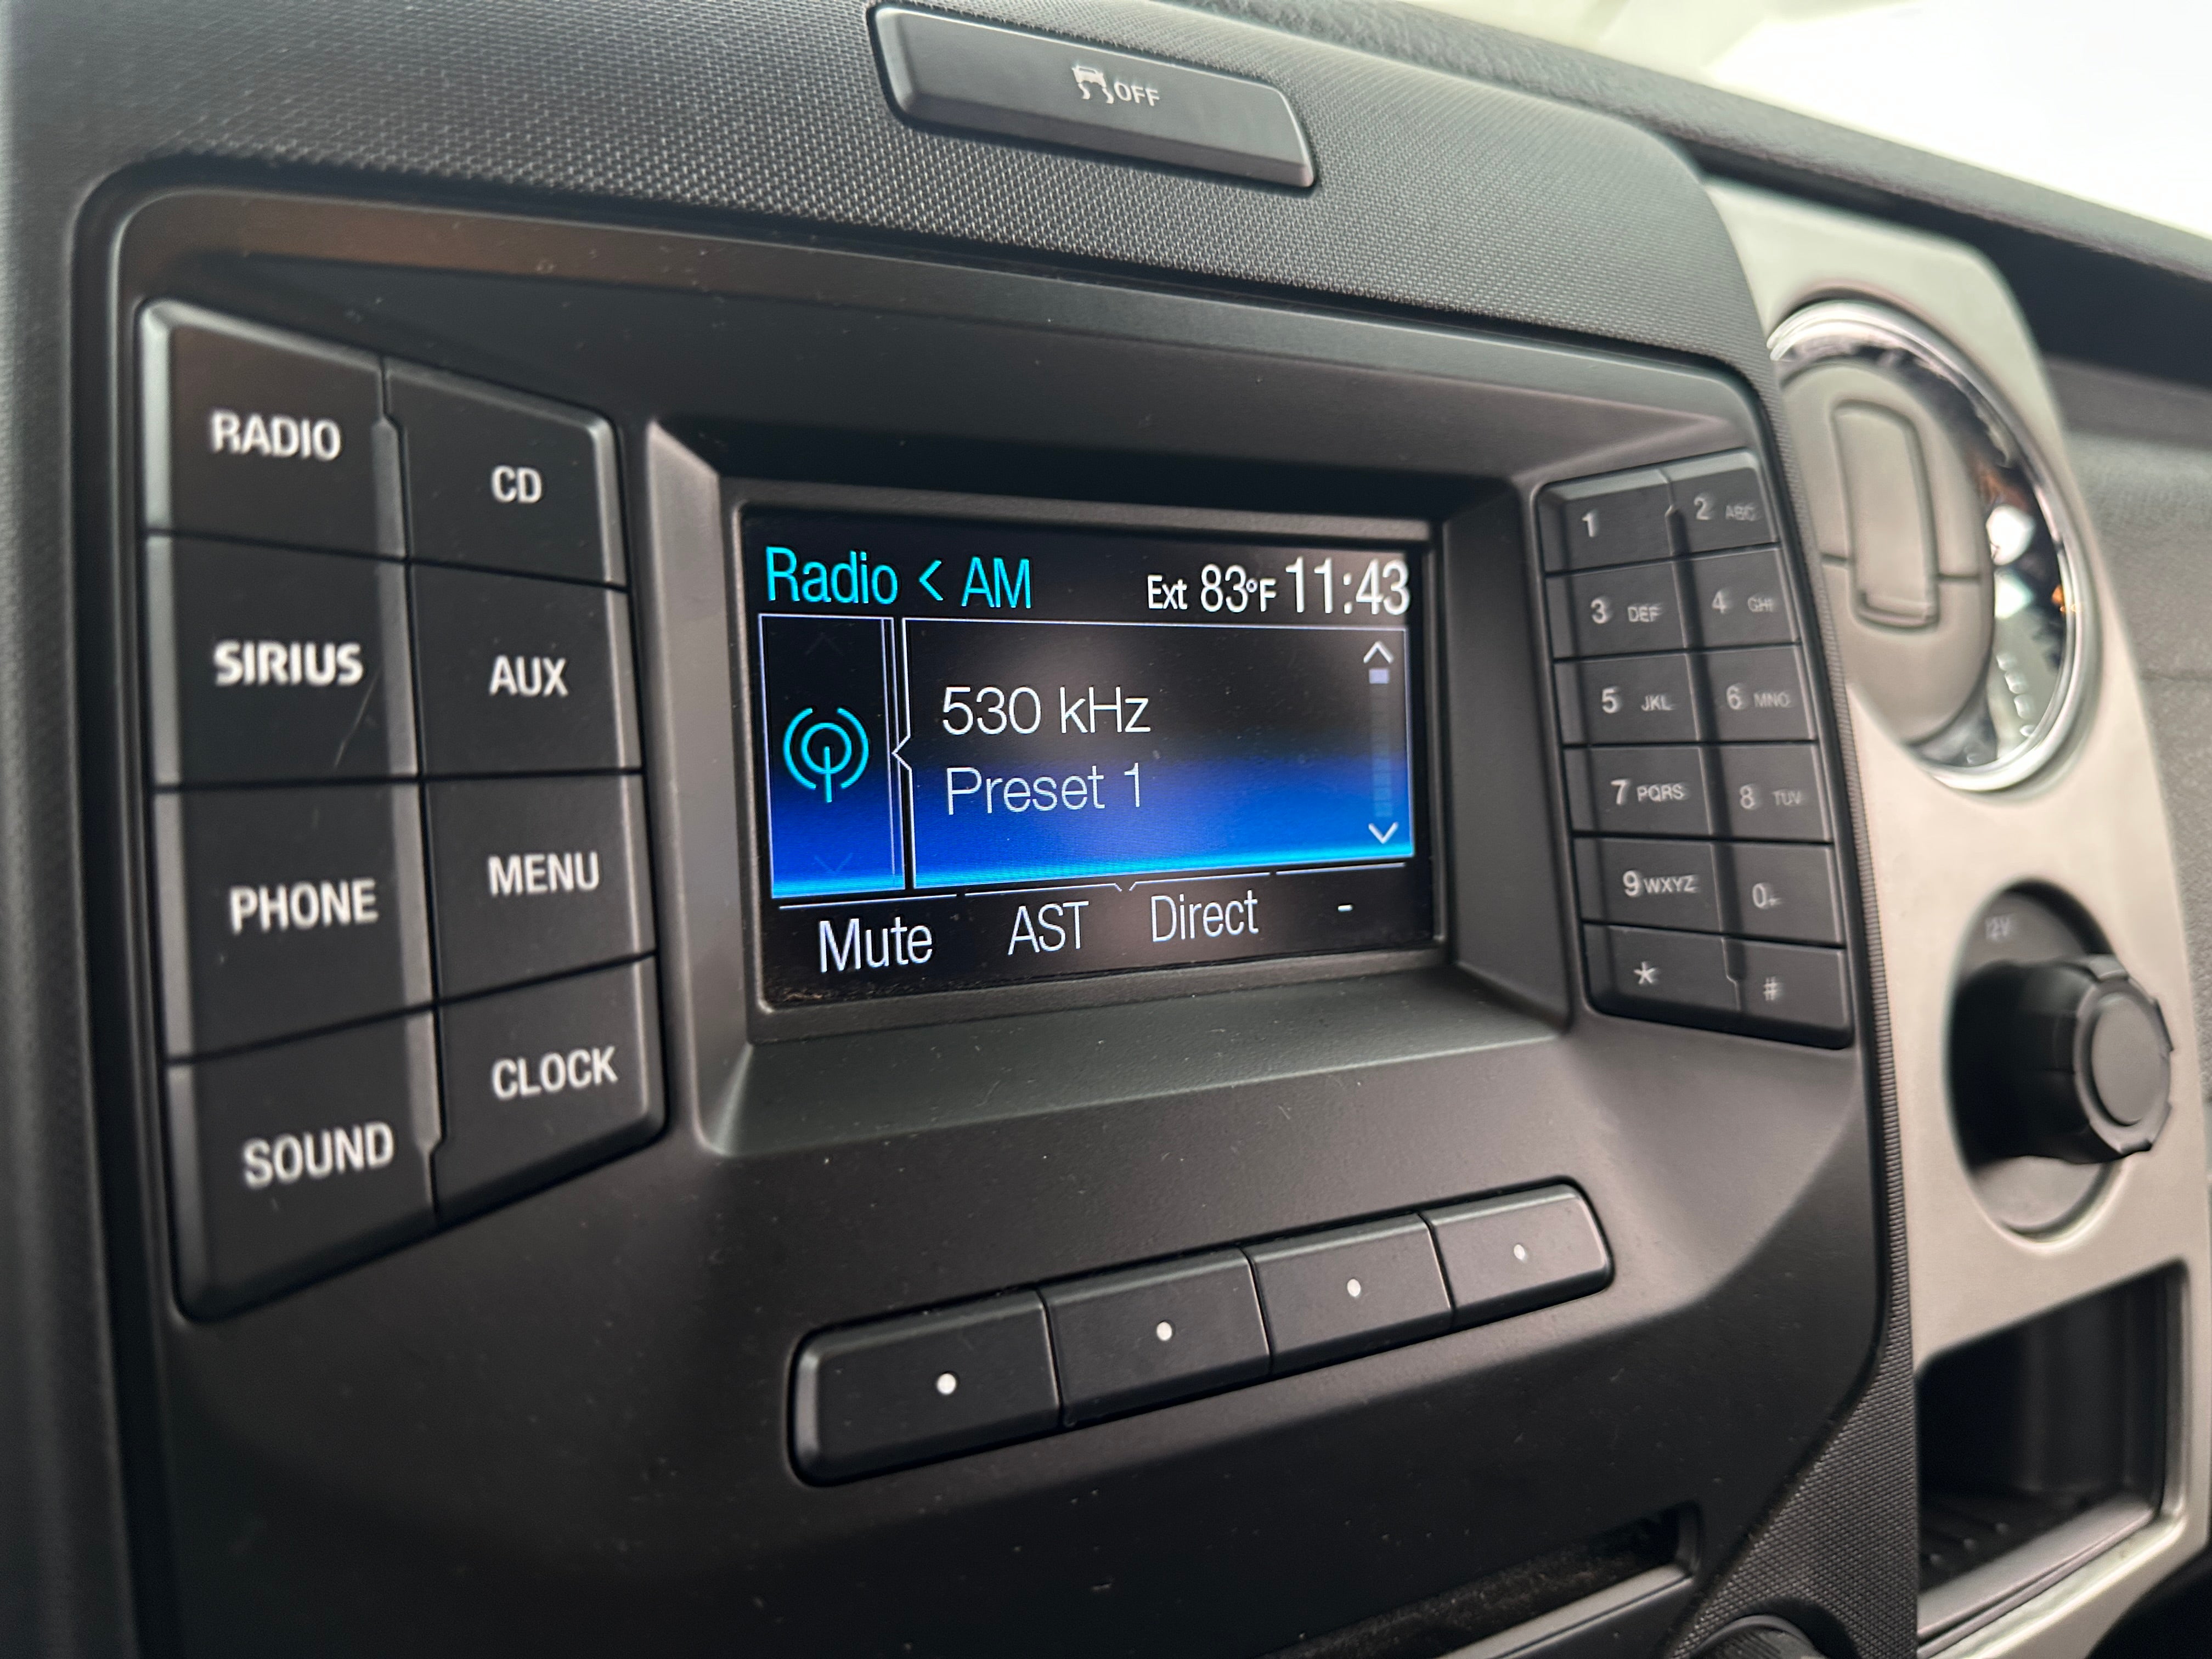 OFF
RADIO
CD
SIRIUS
AUX
PHONE
MENU
SOUND
CLOCK
Radio < AM
Ext 83°F 11:43
530 kHz
Preset 1
Mute AST Direct -
1
2 ABC
3 DEF
4 GHI
5 JKL
6 MNO
7 PQRS
8 TUV
9 WXYZ
0+
*
#
12V